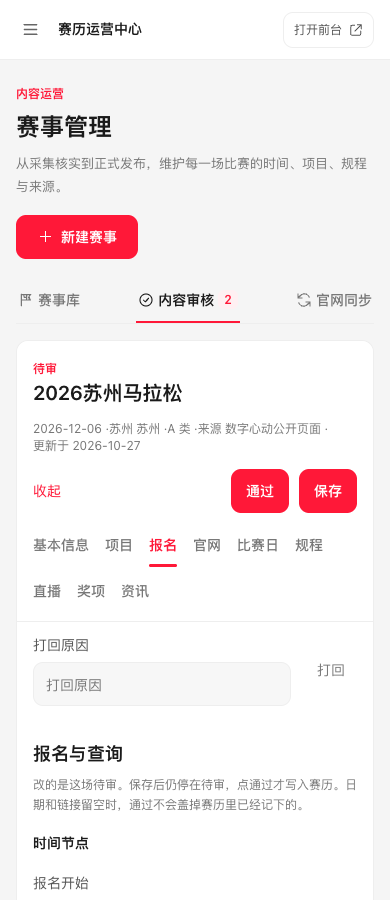 赛历运营中心
打开前台
内容运营
赛事管理
从采集核实到正式发布，维护每一场比赛的时间、项目、规程
与来源。
新建赛事
赛事库
内容审核 2
官网同步
待审
2026苏州马拉松
2026-12-06 ·苏州 苏州 ·A 类 ·来源 数字心动公开页面 ·
更新于 2026-10-27
收起
通过
保存
基本信息 项目 报名 官网 比赛日 规程
直播 奖项 资讯
打回原因
打回原因
打回
报名与查询
改的是这场待审。保存后仍停在待审，点通过才写入赛历。日
期和链接留空时，通过不会盖掉赛历里已经记下的。
时间节点
报名开始